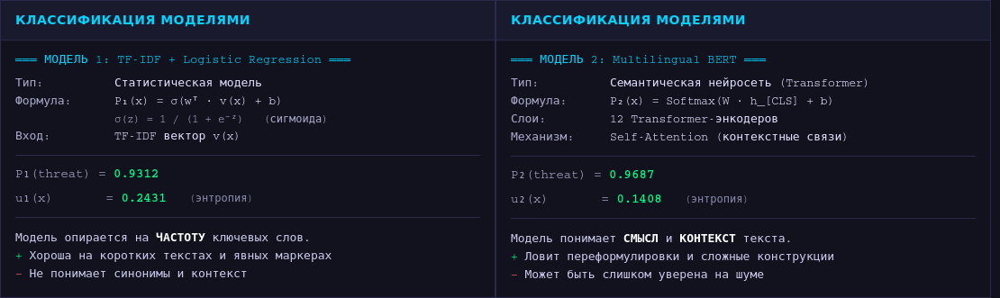 КЛАССИФИКАЦИЯ МОДЕЛЯМИ
═══ МОДЕЛЬ 1: TF-IDF + Logistic Regression ═══
Тип: Статистическая модель
Формула: P₁(x) = σ(wᵀ · v(x) + b)
σ(z) = 1 / (1 + e⁻ᶻ) (сигмоида)
Вход: TF-IDF вектор v(x)
P₁(threat) = 0.9312
u₁(x) = 0.2431 (энтропия)
Модель опирается на ЧАСТОТУ ключевых слов.
+ Хороша на коротких текстах и явных маркерах
− Не понимает синонимы и контекст
КЛАССИФИКАЦИЯ МОДЕЛЯМИ
═══ МОДЕЛЬ 2: Multilingual BERT ═══
Тип: Семантическая нейросеть (Transformer)
Формула: P₂(x) = Softmax(W · h_[CLS] + b)
Слои: 12 Transformer-энкодеров
Механизм: Self-Attention (контекстные связи)
P₂(threat) = 0.9687
u₂(x) = 0.1408 (энтропия)
Модель понимает СМЫСЛ и КОНТЕКСТ текста.
+ Ловит переформулировки и сложные конструкции
− Может быть слишком уверена на шуме